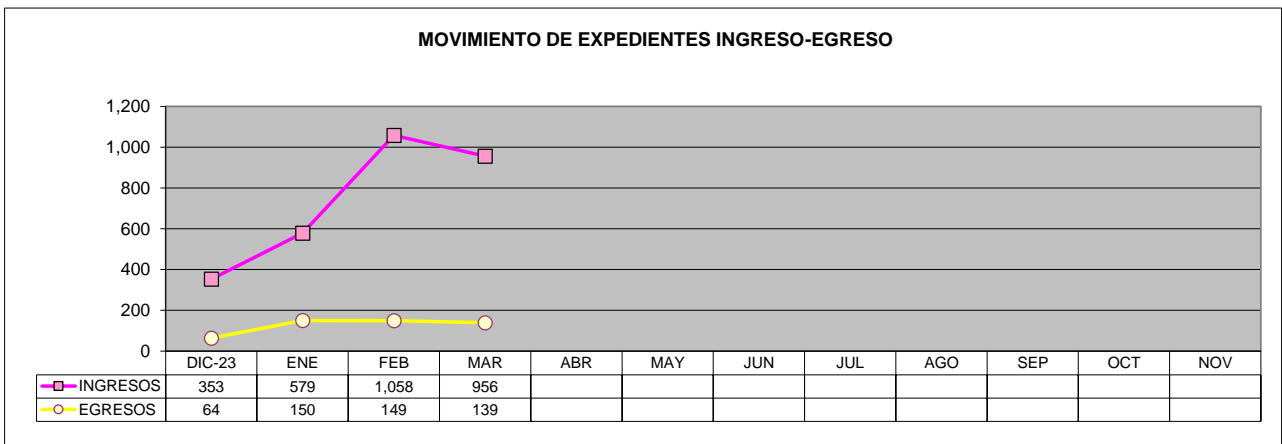 MOVIMIENTO DE EXPEDIENTES INGRESO-EGRESO
1,200
1,000
800
600
400
200
0
DIC-23 ENE FEB MAR ABR MAY JUN JUL AGO SEP OCT NOV
INGRESOS 353 579 1,058 956
EGRESOS 64 150 149 139